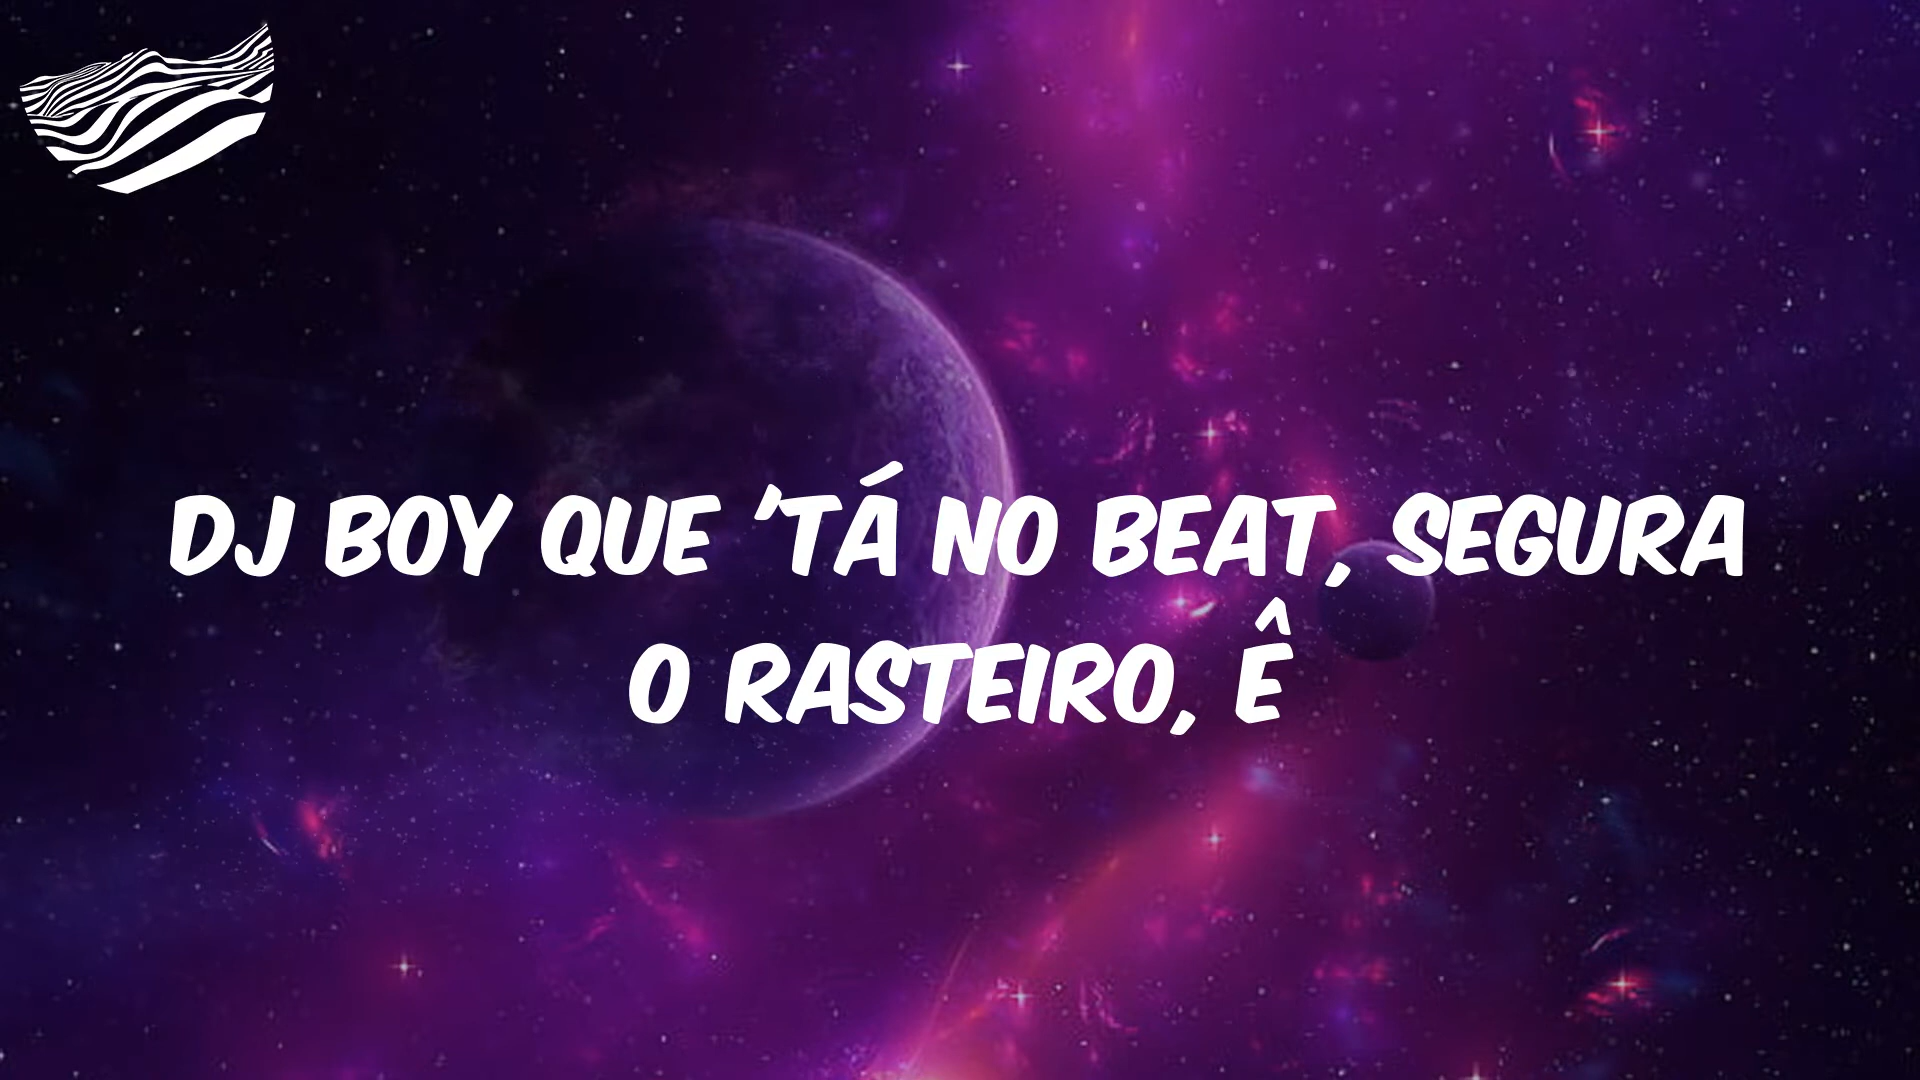 DJ BOY QUE 'TÁ NO BEAT, SEGURA
O RASTEIRO, Ê